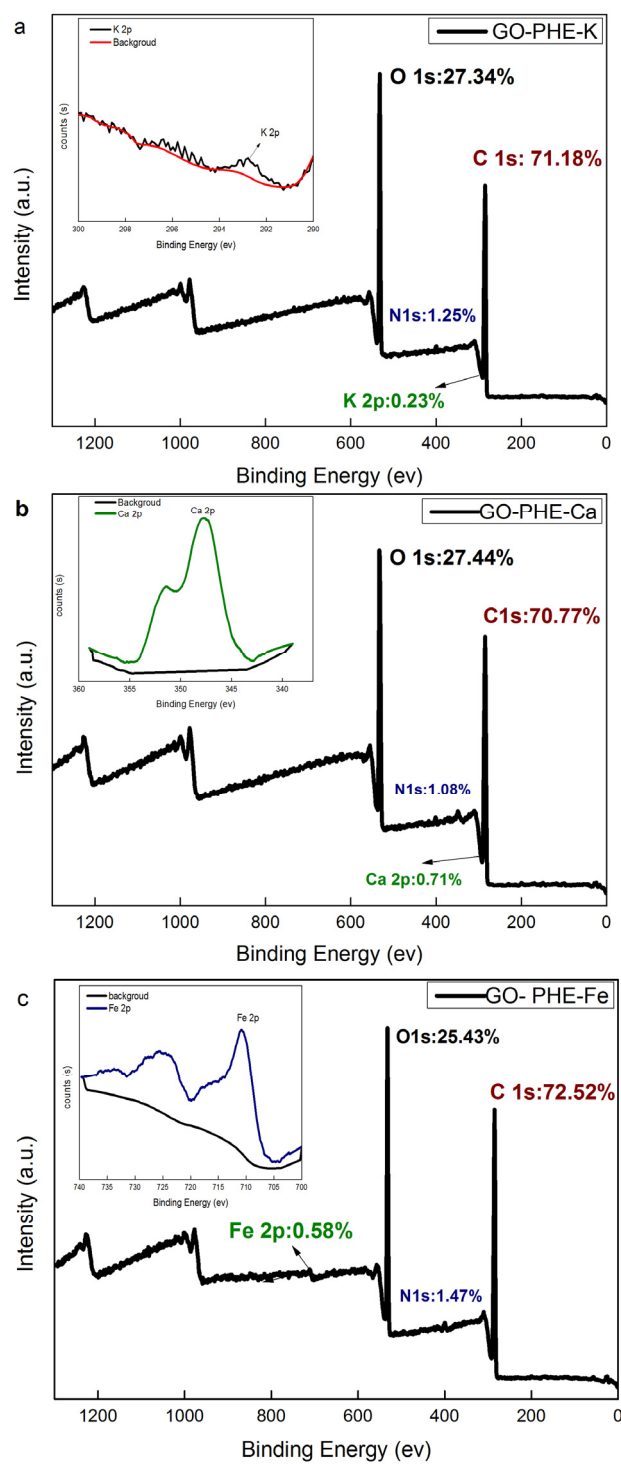 a
K 2p
Backgroud
GO-PHE-K
O 1s:27.34%
C 1s: 71.18%
K 2p
counts (s)
300 298 296 294 292 290
Binding Energy (ev)
Intensity (a.u.)
N1s:1.25%
K 2p:0.23%
1200 1000 800 600 400 200 0
Binding Energy (ev)
b
Backgroud
Ca 2p
Ca 2p
GO-PHE-Ca
O 1s:27.44%
C1s:70.77%
counts (s)
360 355 350 345 340
Binding Energy (ev)
Intensity (a.u.)
N1s:1.08%
Ca 2p:0.71%
1200 1000 800 600 400 200 0
Binding Energy (ev)
c
backgroud
Fe 2p
Fe 2p
GO- PHE-Fe
O1s:25.43%
C 1s:72.52%
counts (s)
740 735 730 725 720 715 710 705 700
Binding Energy (ev)
Intensity (a.u.)
Fe 2p:0.58%
N1s:1.47%
1200 1000 800 600 400 200 0
Binding Energy (ev)